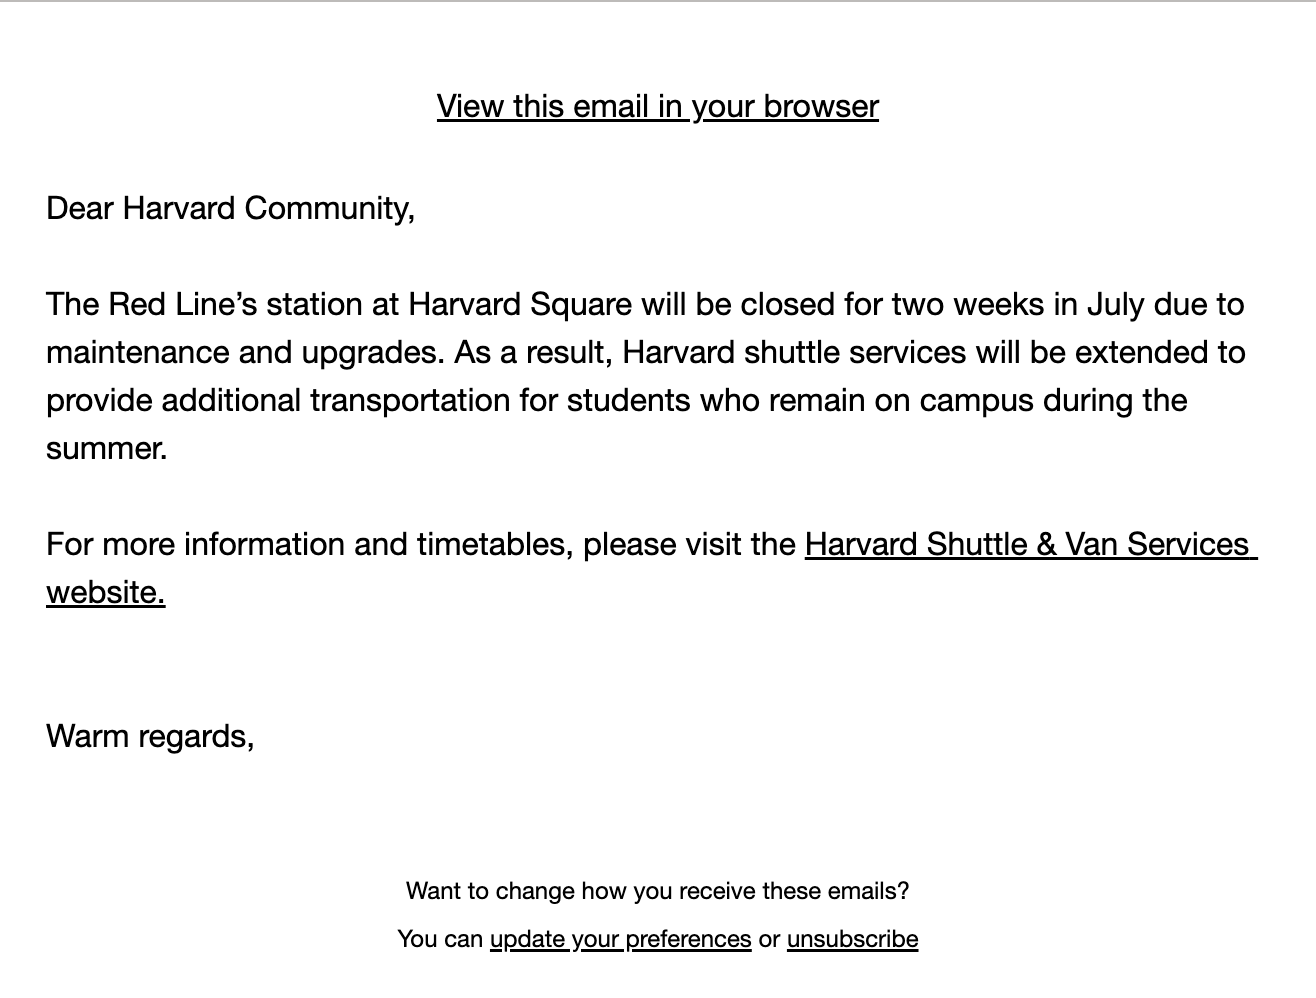 View this email in your browser
Dear Harvard Community,
The Red Line’s station at Harvard Square will be closed for two weeks in July due to
maintenance and upgrades. As a result, Harvard shuttle services will be extended to
provide additional transportation for students who remain on campus during the
summer.
For more information and timetables, please visit the Harvard Shuttle & Van Services
website.
Warm regards,
Want to change how you receive these emails?
You can update your preferences or unsubscribe